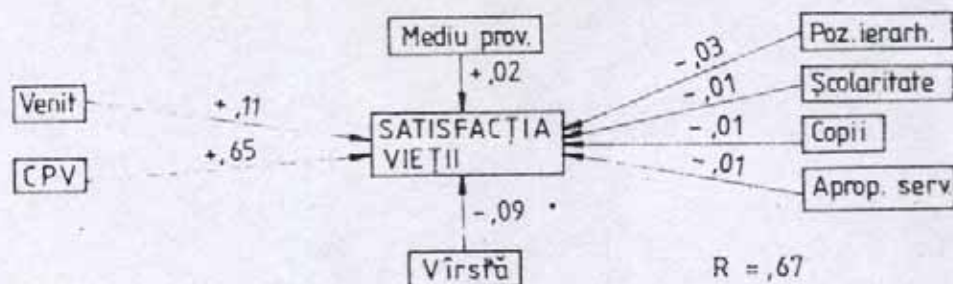 Mediu prov.
Poz. ierarh.
-,03
+,02
Școlaritate
-,01
Venit
+,11
SATISFACȚIA
VIEȚII
Copii
-,01
CPV
+,65
Aprop. serv.
-,01
-,09
Vîrstă
R = ,67